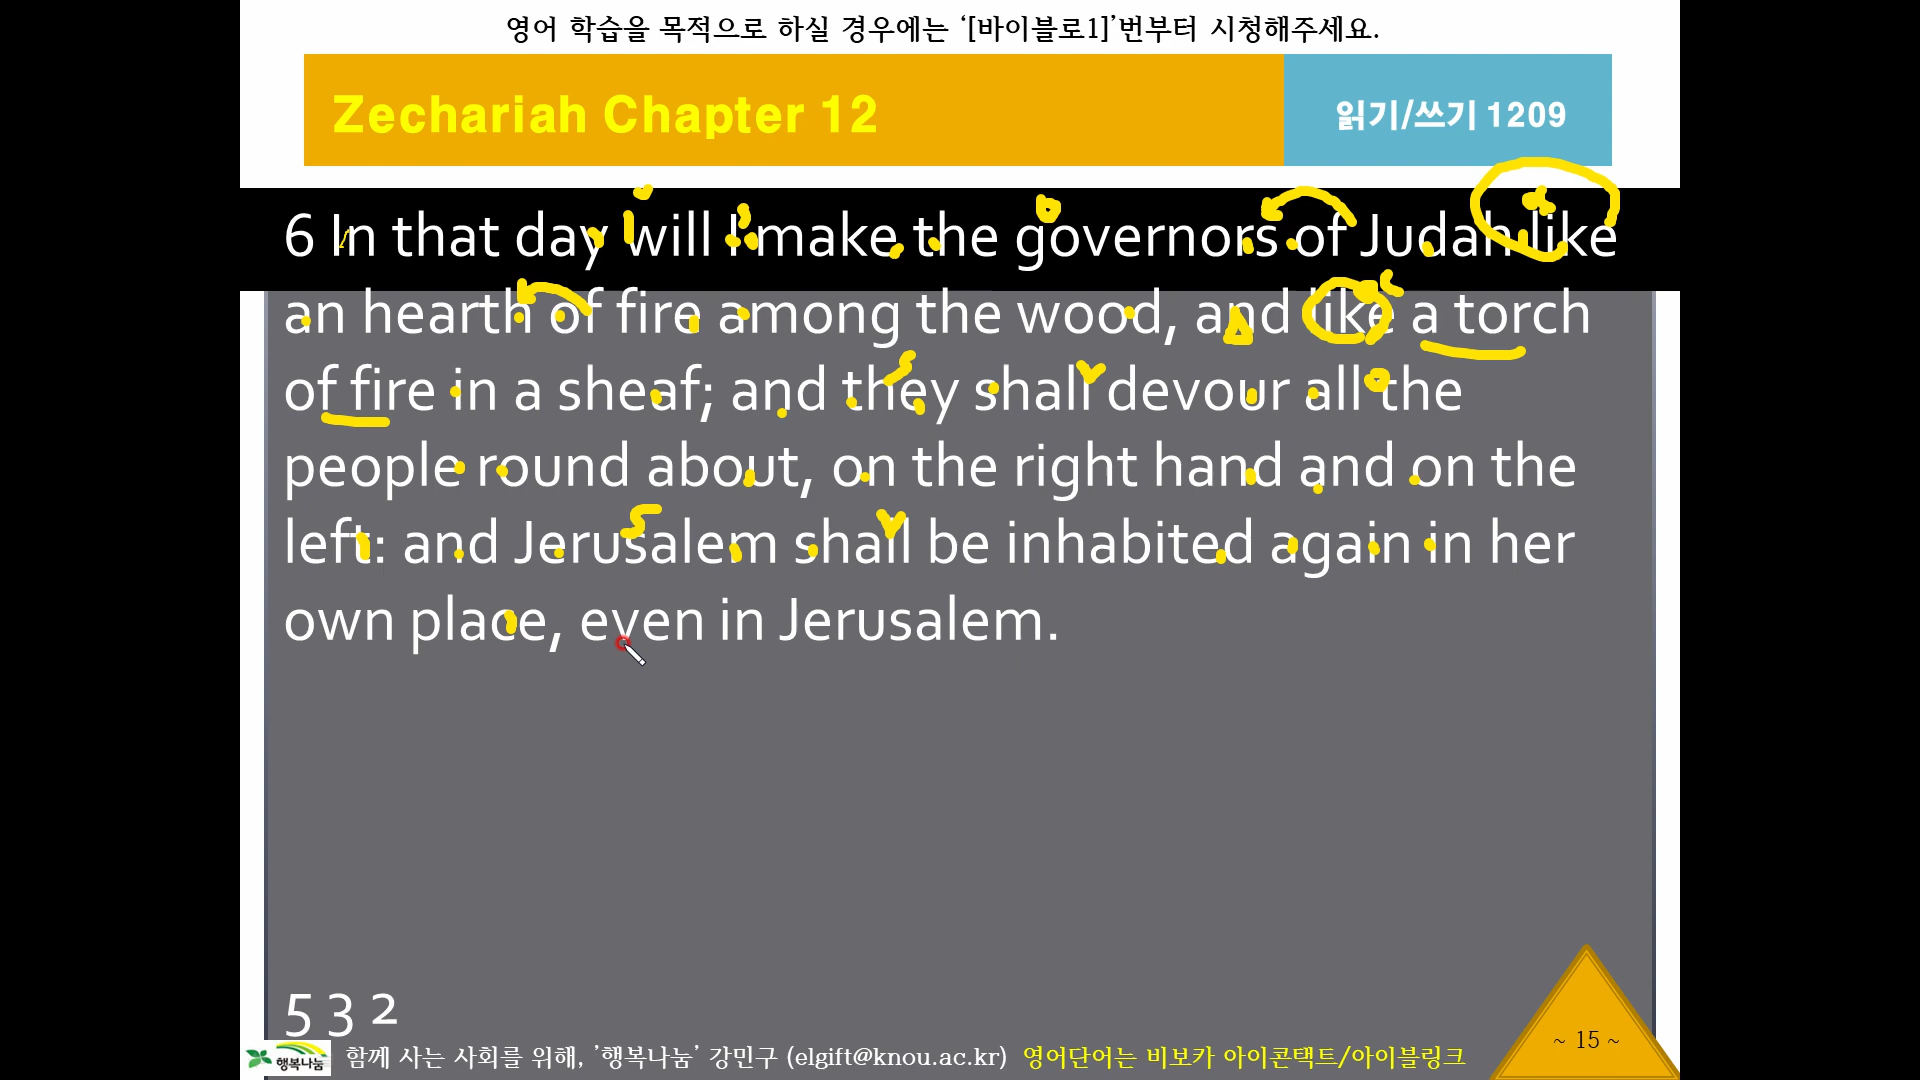 영어 학습을 목적으로 하실 경우에는 ‘[바이블로1]’번부터 시청해주세요.
Zechariah Chapter 12
읽기/쓰기 1209
6 In that day will I make the governors of Judah like
an hearth of fire among the wood, and like a torch
of fire in a sheaf; and they shall devour all the
people round about, on the right hand and on the
left: and Jerusalem shall be inhabited again in her
own place, even in Jerusalem.
5 3 2
행복나눔
함께 사는 사회를 위해, ’행복나눔’ 강민구 (elgift@knou.ac.kr) 영어단어는 비보카 아이콘택트/아이블링크
~ 15 ~